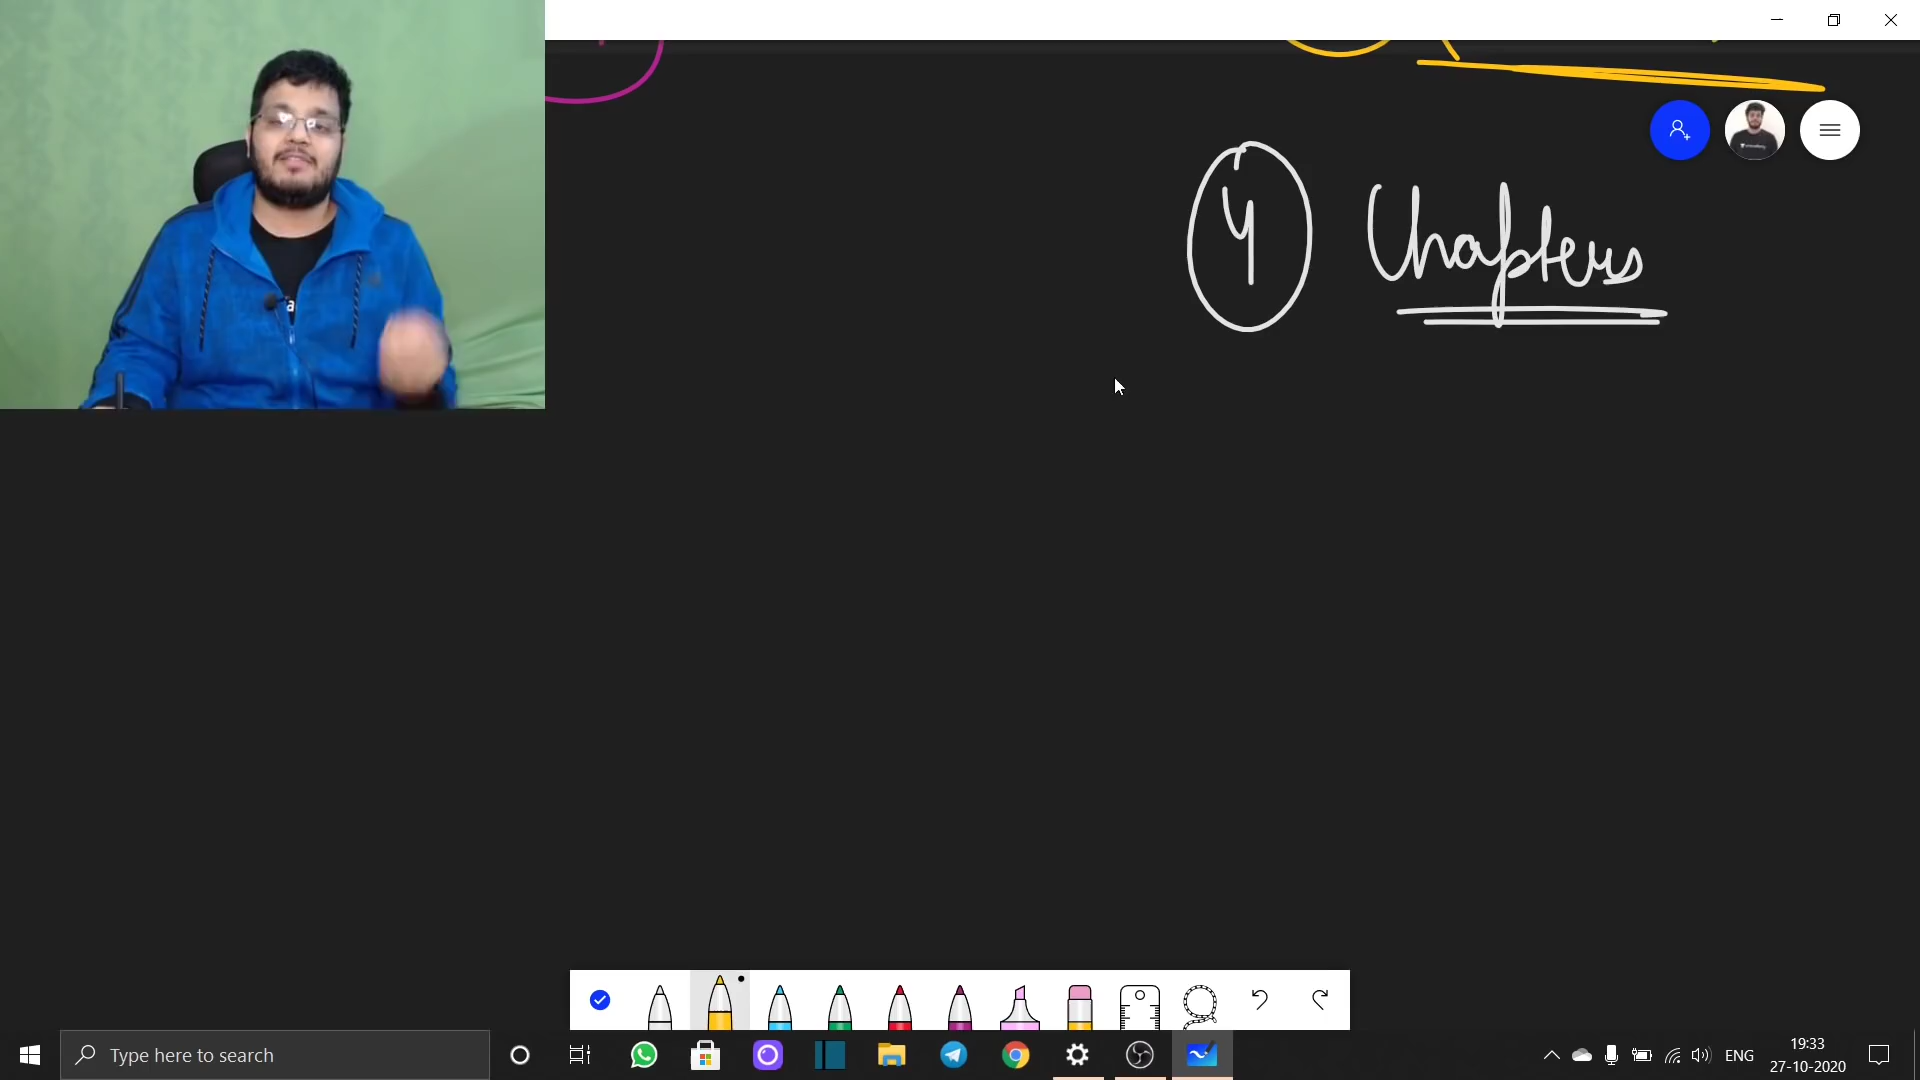 4 Chapters
Type here to search
ENG
19:33
27-10-2020